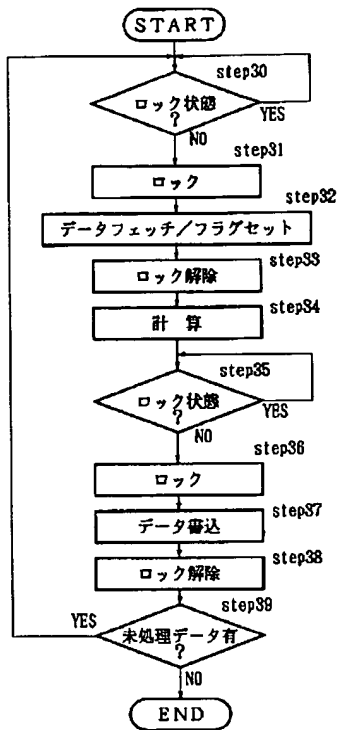 START
step30
ロック状態
?
YES
NO
step31
ロック
step32
データフェッチ/フラグセット
step33
ロック解除
step34
計 算
step35
ロック状態
?
YES
NO
step36
ロック
step37
データ書込
step38
ロック解除
step39
YES
未処理データ有
?
NO
END